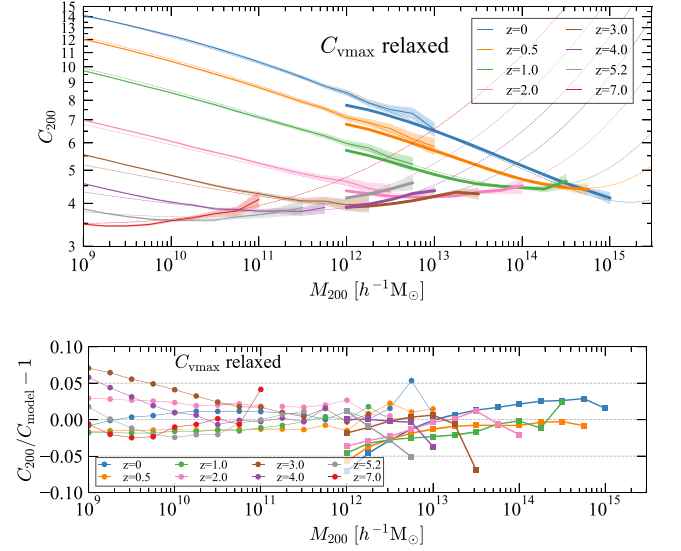 15
14
13
12
11
10
9
8
7
6
5
4
3
C_200
C_vmax relaxed
z=0
z=0.5
z=1.0
z=2.0
z=3.0
z=4.0
z=5.2
z=7.0
10^9 10^10 10^11 10^12 10^13 10^14 10^15
M_200 [h^−1 M_⊙]
0.10
0.05
0.00
−0.05
−0.10
C_200/C_model − 1
C_vmax relaxed
z=0 z=1.0 z=3.0 z=5.2
z=0.5 z=2.0 z=4.0 z=7.0
10^9 10^10 10^11 10^12 10^13 10^14 10^15
M_200 [h^−1 M_⊙]